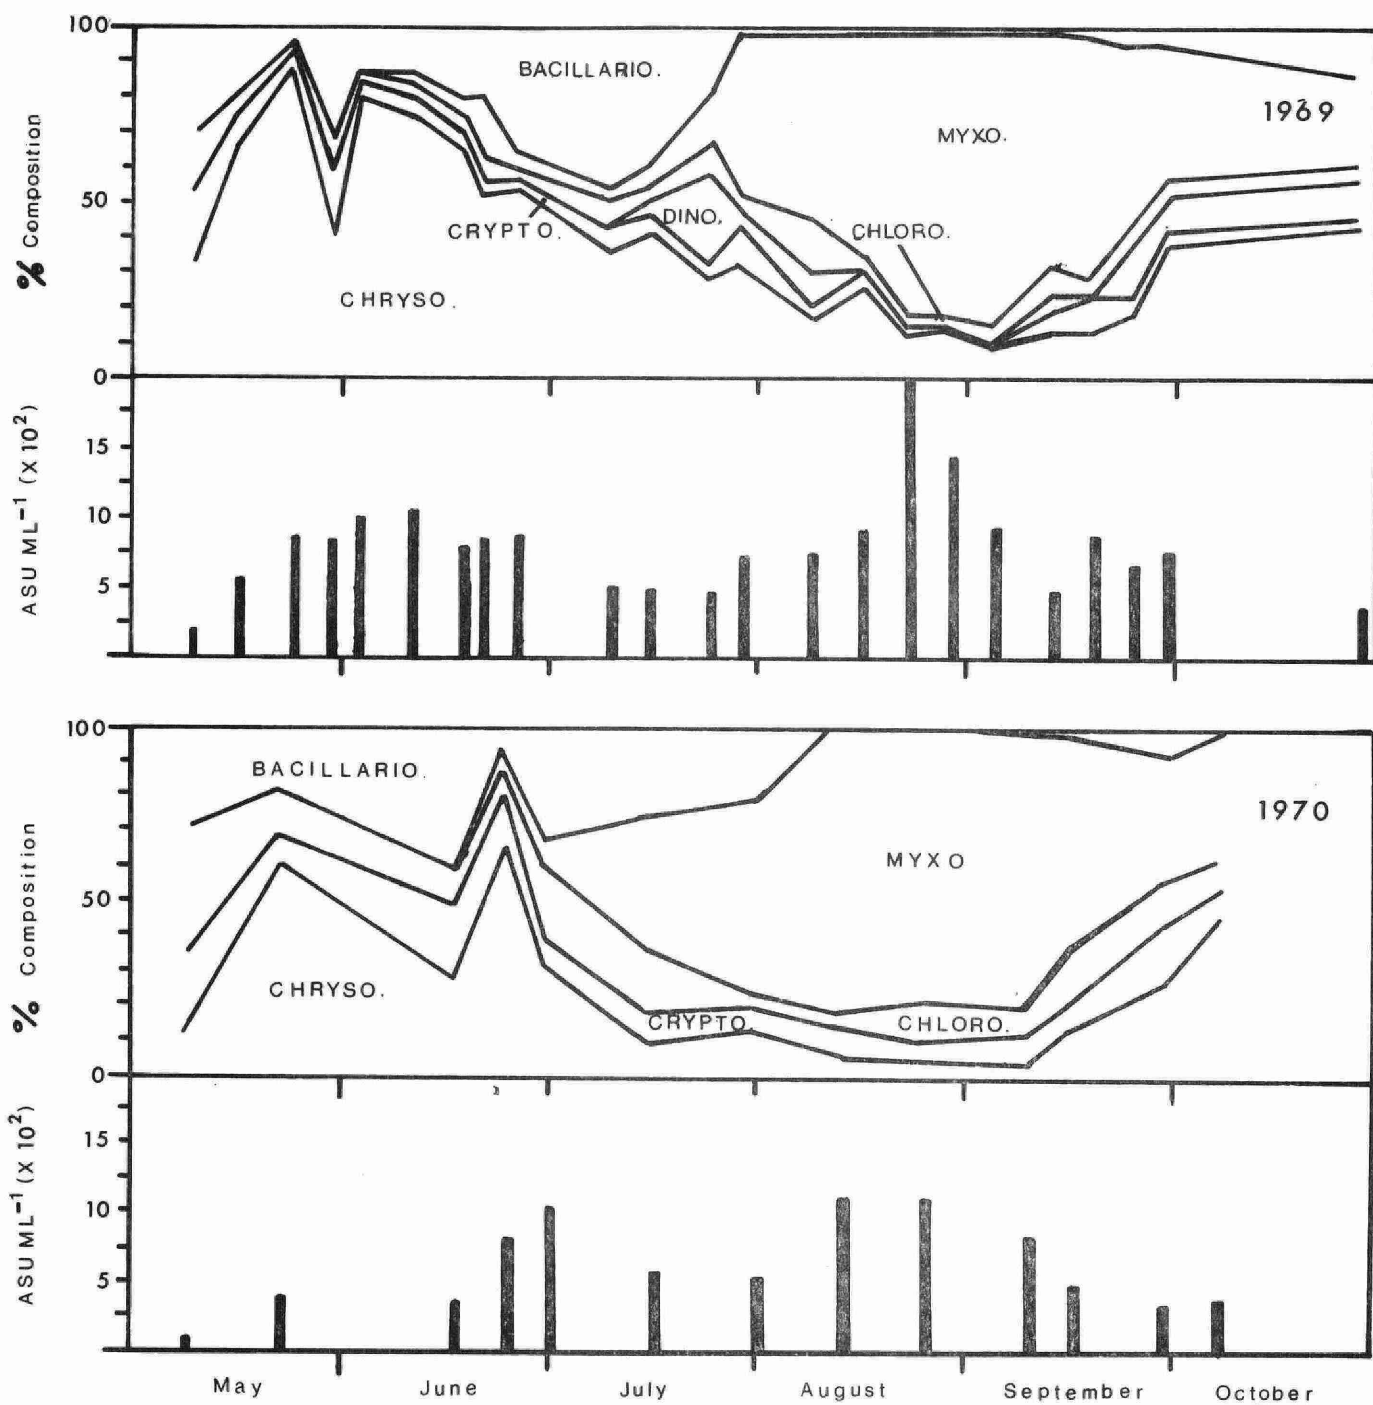 100
50
0
% Composition
BACILLARIO.
1969
MYXO.
CRYPTO.
DINO.
CHLORO.
CHRYSO.
15
10
5
ASU ML⁻¹ (X 10²)
100
50
0
% Composition
BACILLARIO.
1970
MYXO
CHRYSO.
CRYPTO.
CHLORO.
15
10
5
ASU ML⁻¹ (X 10²)
May June July August September October